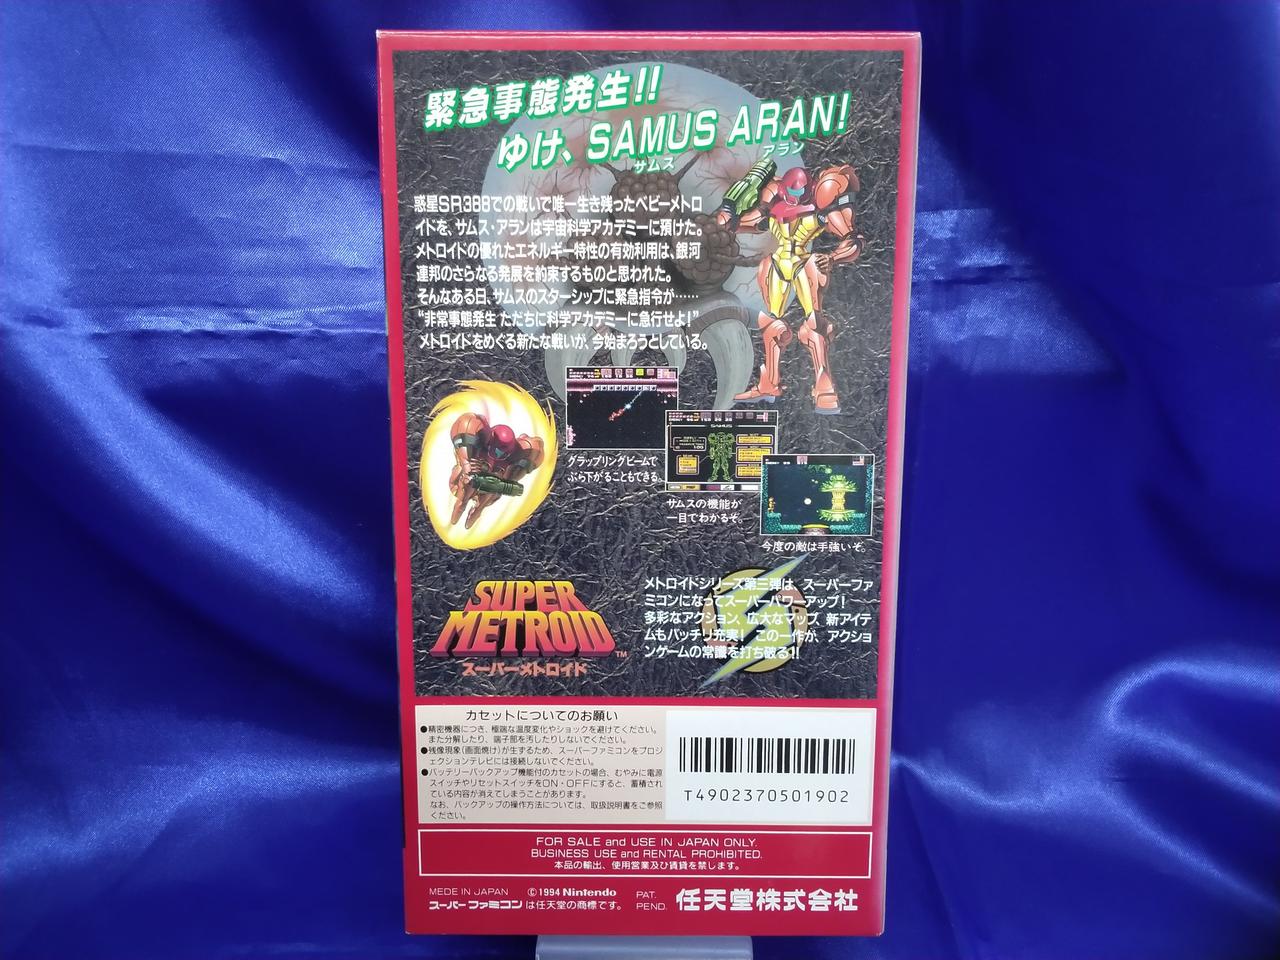 緊急事態発生!!
ゆけ、SAMUS ARAN!
サムス
アラン
惑星SR388での戦いで唯一生き残ったベビーメトロ
イドを、サムス・アランは宇宙科学アカデミーに預けた。
メトロイドの優れたエネルギー特性の有効利用は、銀河
連邦のさらなる発展を約束するものと思われた。
そんなある日、サムスのスターシップに緊急指令が……
“非常事態発生 ただちに科学アカデミーに急行せよ!”
メトロイドをめぐる新たな戦いが、今始まろうとしている。
グラップリングビームで
ぶら下がることもできる。
SAMUS
サムスの機能が
一目でわかるぞ。
今度の敵は手強いぞ。
SUPER
METROID
TM
スーパーメトロイド
メトロイドシリーズ第三弾は、スーパーファ
ミコンになってスーパーパワーアップ!
多彩なアクション、広大なマップ、新アイテ
ムもバッチリ充実! この一作が、アクショ
ンゲームの常識を打ち破る!!
カセットについてのお願い
●精密機器につき、極端な温度変化やショックを避けてください。
また分解したり、端子部を汚したりしないでください。
●残像現象(画面焼け)が生ずるため、スーパーファミコンをプロジ
ェクションテレビには接続しないでください。
●バッテリーバックアップ機能付のカセットの場合、むやみに電源
スイッチやリセットスイッチをON・OFFにすると、蓄積され
ている内容が消えてしまうことがあります。
なお、バックアップの操作方法については、取扱説明書をご参照
ください。
T4902370501902
FOR SALE and USE IN JAPAN ONLY.
BUSINESS USE and RENTAL PROHIBITED.
本品の輸出、使用営業及び賃貸を禁じます。
MEDE IN JAPAN ©1994 Nintendo PAT.
スーパーファミコンは任天堂の商標です。 PEND. 任天堂株式会社